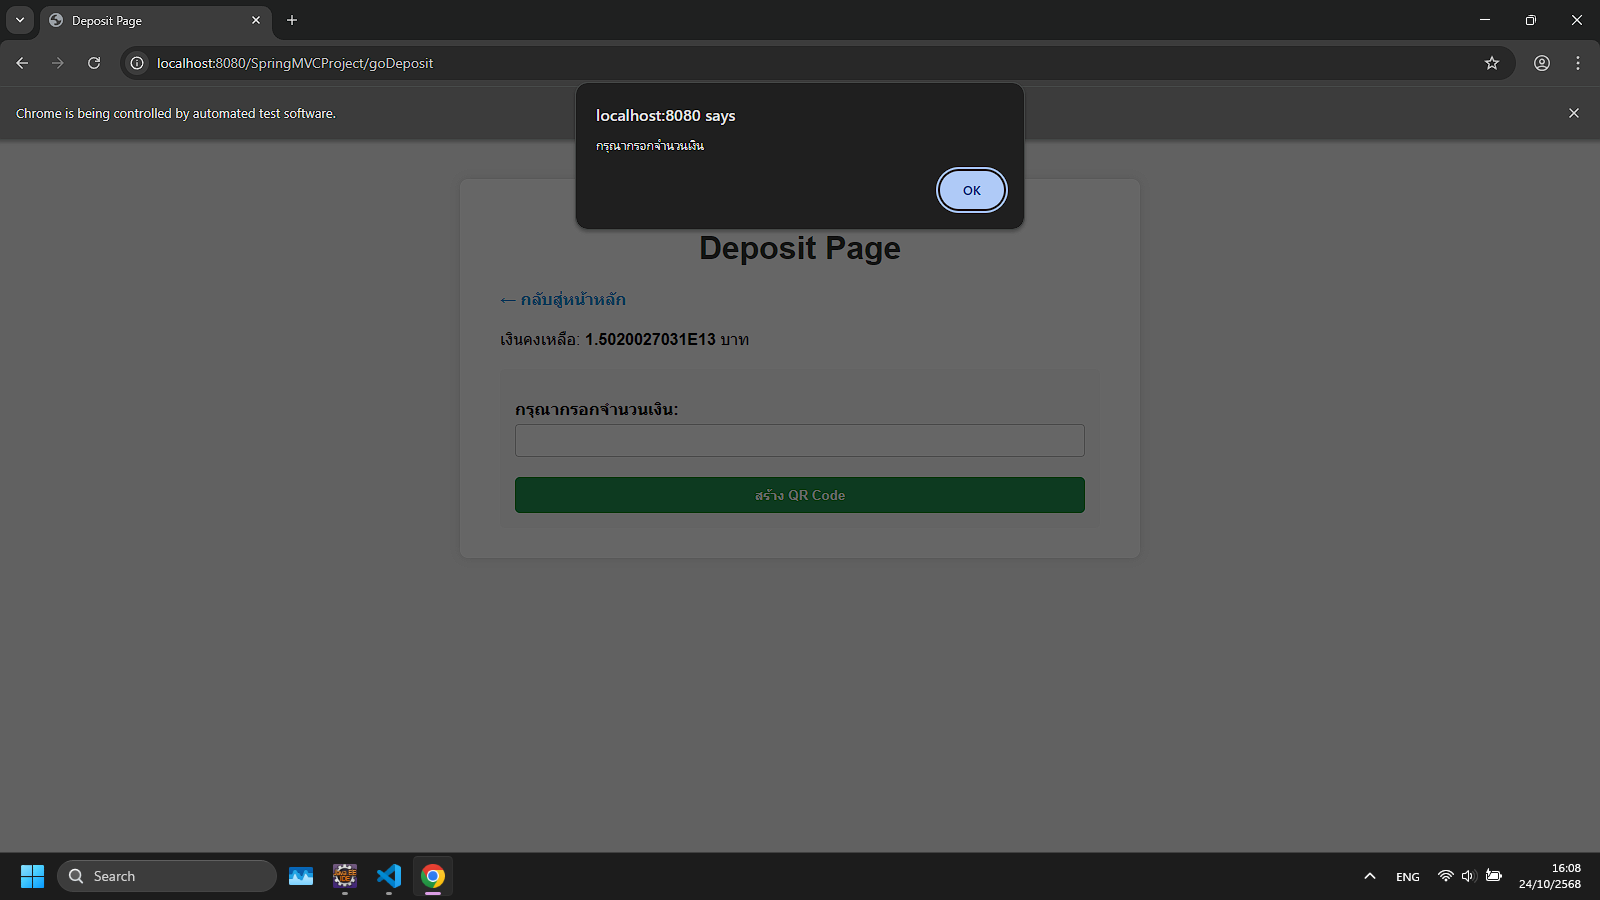 Deposit Page
localhost:8080/SpringMVCProject/goDeposit
Chrome is being controlled by automated test software.
localhost:8080 says
กรุณากรอกจำนวนเงิน
OK
Deposit Page
← กลับสู่หน้าหลัก
เงินคงเหลือ: 1.5020027031E13 บาท
กรุณากรอกจำนวนเงิน:
สร้าง QR Code
Search
ENG
16:08
24/10/2568